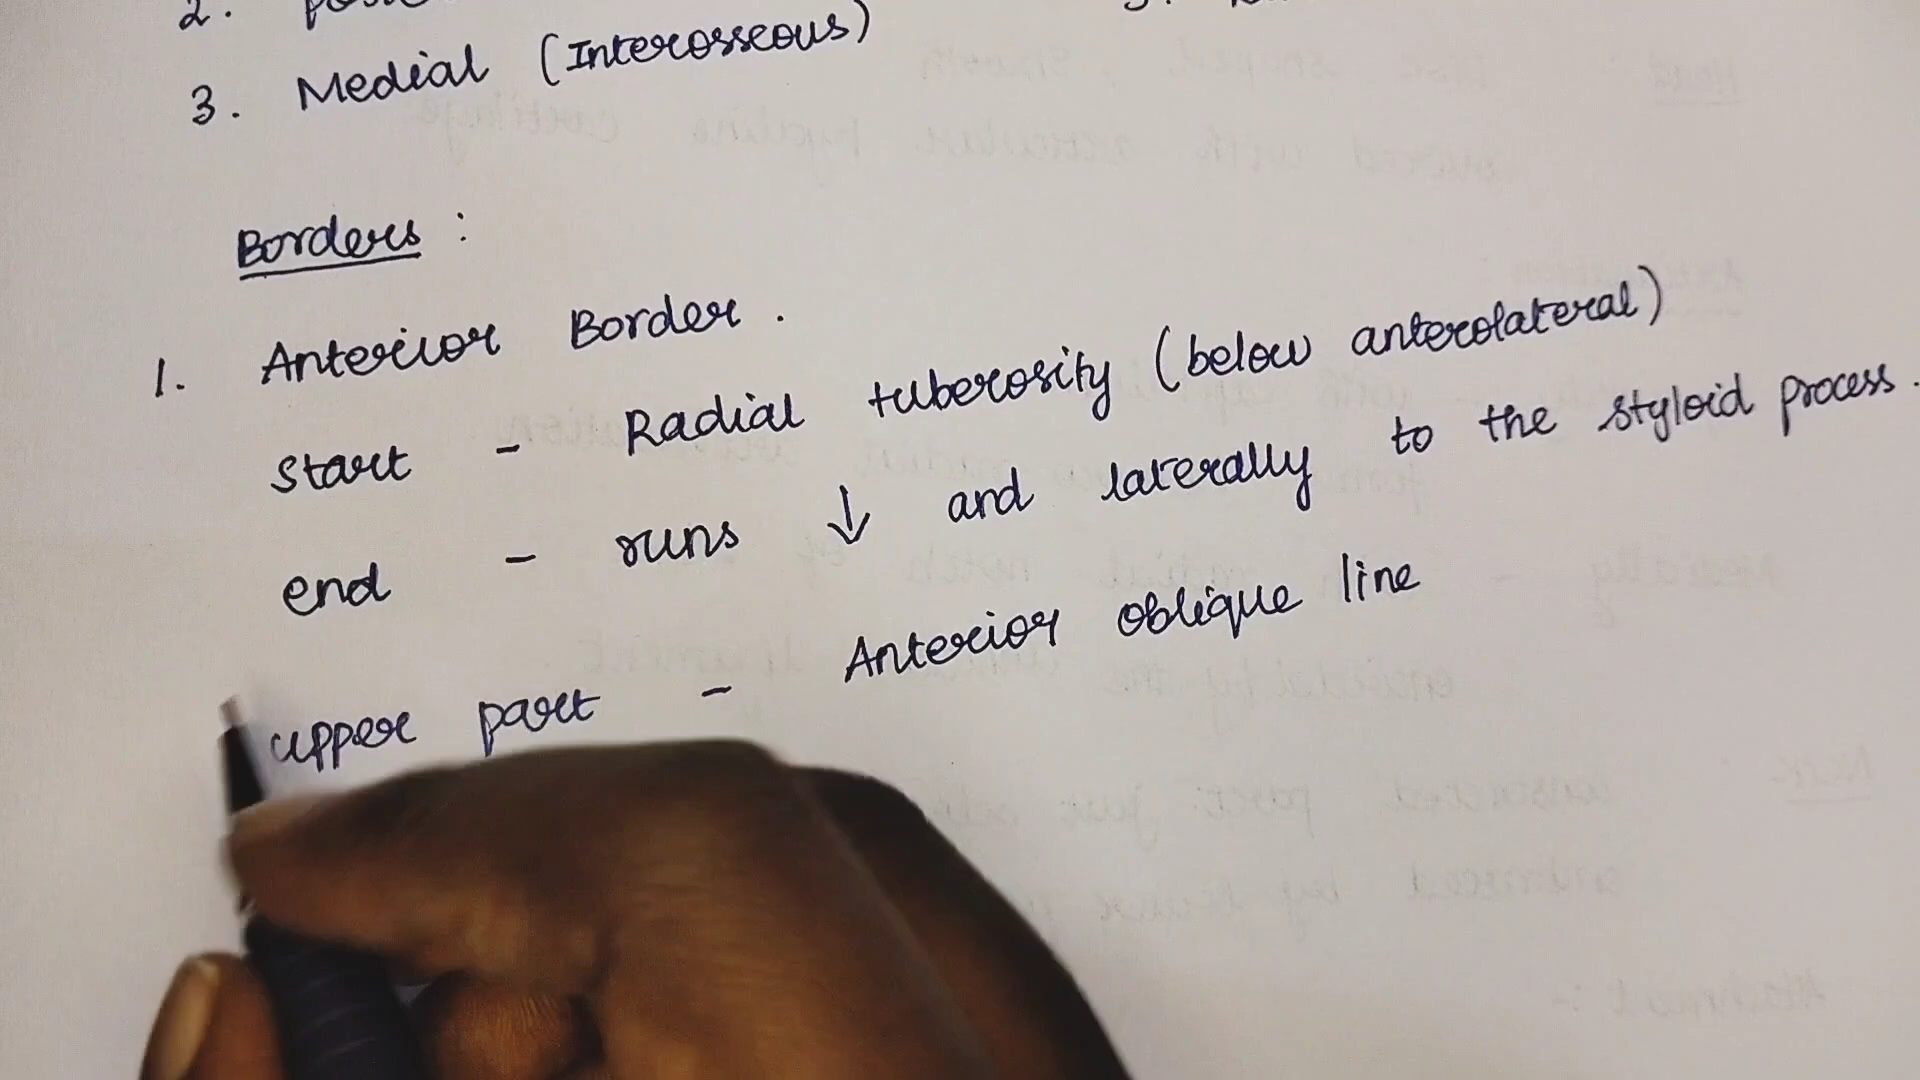 2.
3. Medial (Interosseous)
Borders :
1. Anterior Border.
start - Radial tuberosity (below anterolateral)
end - runs ↓ and laterally to the styloid process.
upper part - Anterior oblique line